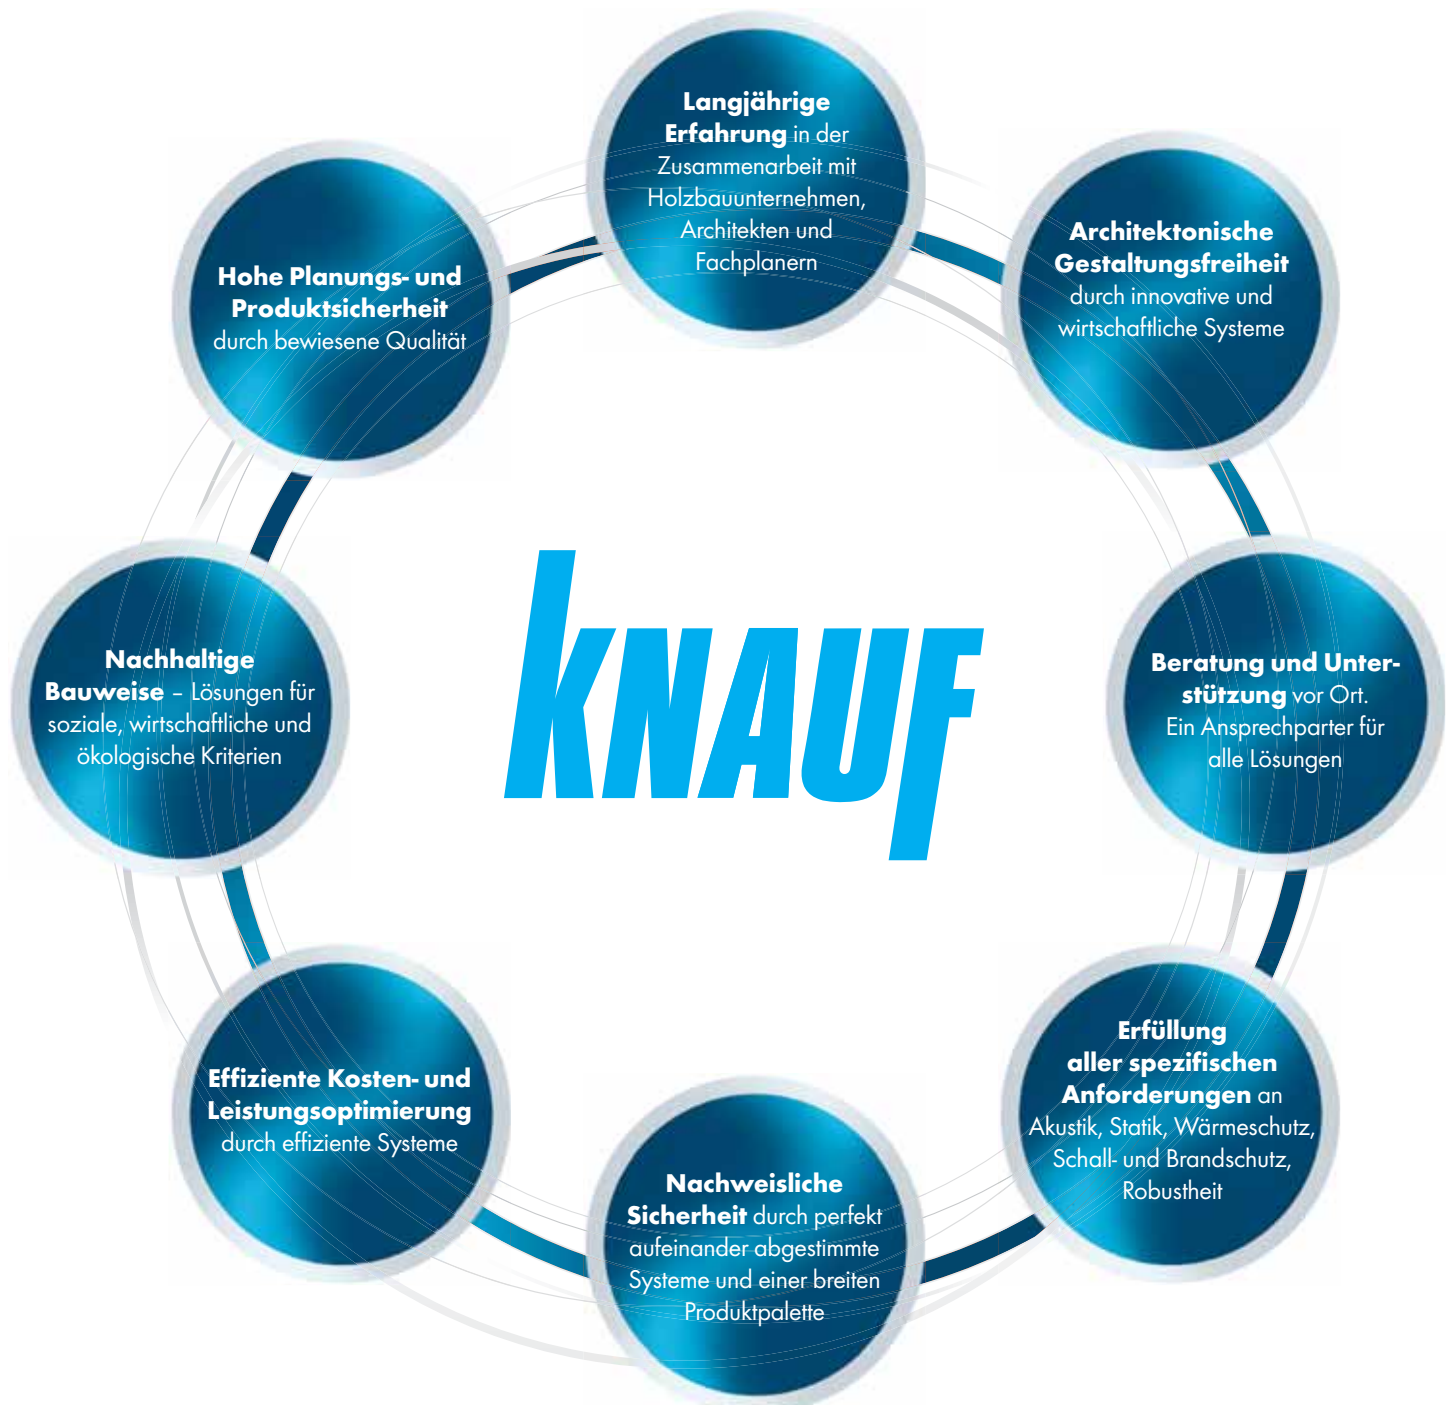 Langjährige
Erfahrung in der
Zusammenarbeit mit
Holzbauunternehmen,
Architekten und
Fachplanern
Architektonische
Gestaltungsfreiheit
durch innovative und
wirtschaftliche Systeme
Beratung und Unter-
stützung vor Ort.
Ein Ansprechparter für
alle Lösungen
Erfüllung
aller spezifischen
Anforderungen an
Akustik, Statik, Wärmeschutz,
Schall- und Brandschutz,
Robustheit
Nachweisliche
Sicherheit durch perfekt
aufeinander abgestimmte
Systeme und einer breiten
Produktpalette
Effiziente Kosten- und
Leistungsoptimierung
durch effiziente Systeme
Nachhaltige
Bauweise – Lösungen für
soziale, wirtschaftliche und
ökologische Kriterien
Hohe Planungs- und
Produktsicherheit
durch bewiesene Qualität
KNAUF